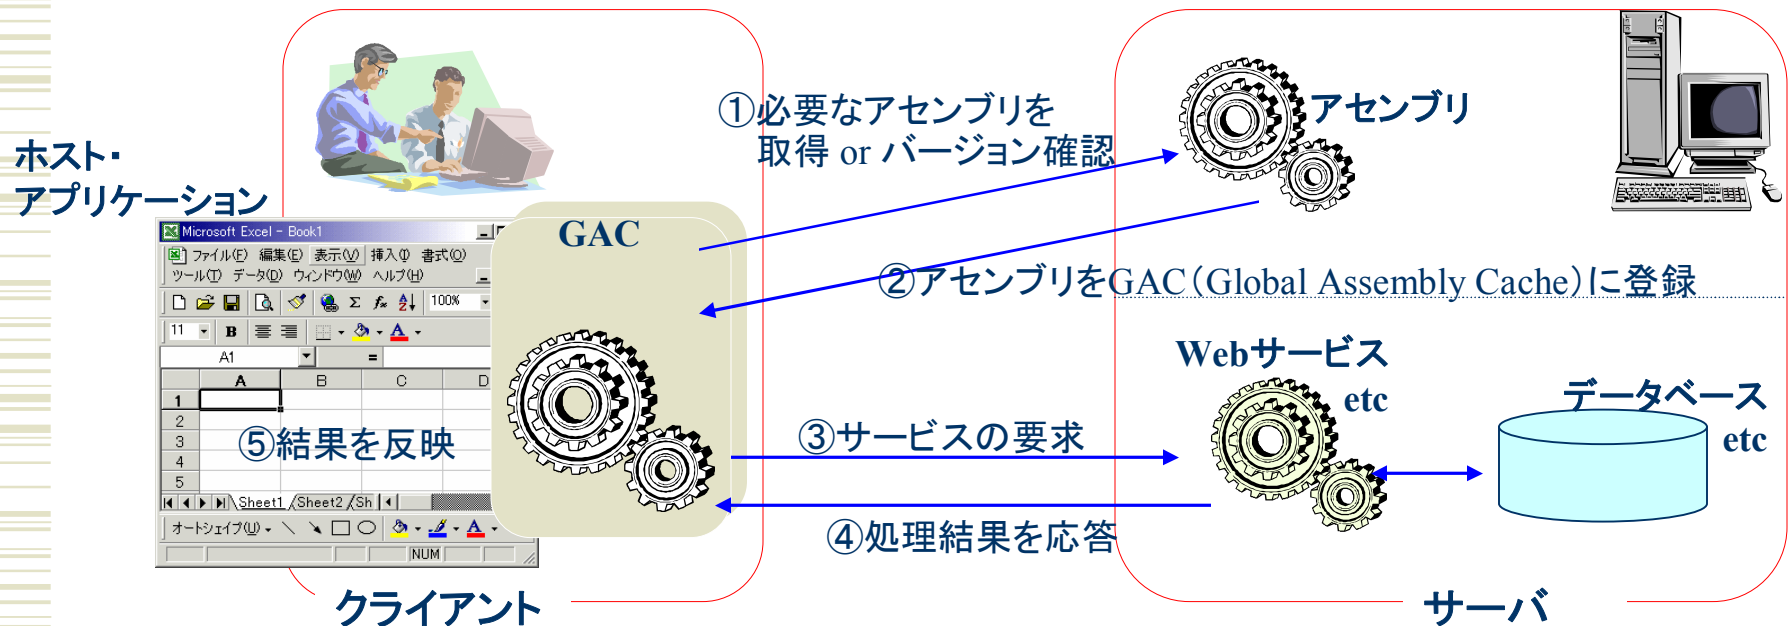 ホスト・
アプリケーション
①必要なアセンブリを
取得 or バージョン確認
アセンブリ
GAC
②アセンブリをGAC（Global Assembly Cache）に登録
Microsoft Excel - Book1
ファイル(F) 編集(E) 表示(V) 挿入(I) 書式(O)
ツール(T) データ(D) ウィンドウ(W) ヘルプ(H)
100%
11 B A
A1 =
A B C D
1
2
3
4
5
⑤結果を反映
Sheet1 Sheet2 Sh
オートシェイプ(U) A
NUM
Webサービス
etc
データベース
etc
③サービスの要求
④処理結果を応答
クライアント
サーバ